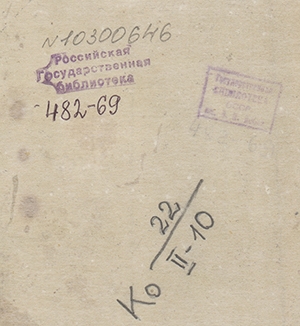 N10300646
Российская
Государственная
библиотека
482-69
Ко 22
II-10